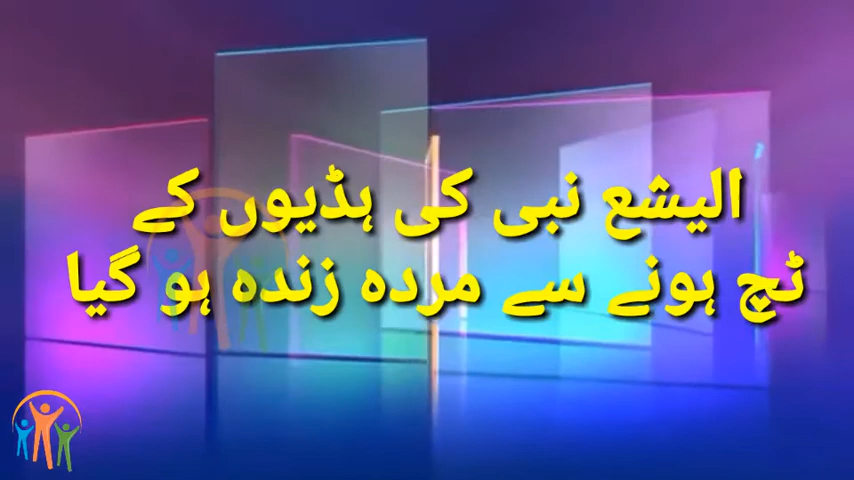 الیشع نبی کی ہڈیوں کے
ٹچ ہونے سے مردہ زندہ ہو گیا